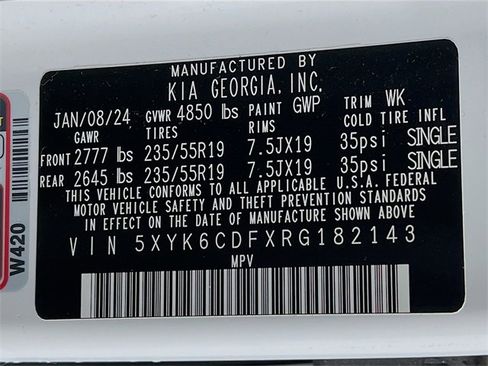 MANUFACTURED BY
KIA GEORGIA, INC.
JAN/08/24 GVWR 4850 lbs PAINT GWP TRIM WK
GAWR TIRES RIMS COLD TIRE INFL
FRONT 2777 lbs 235/55R19 7.5JX19 35psi SINGLE
REAR 2645 lbs 235/55R19 7.5JX19 35psi SINGLE
THIS VEHICLE CONFORMS TO ALL APPLICABLE U.S.A. FEDERAL
MOTOR VEHICLE SAFETY AND THEFT PREVENTION STANDARDS IN
EFFECT ON THE DATE OF MANUFACTURE SHOWN ABOVE.
VIN 5XYK6CDFXRG182143
MPV
W420